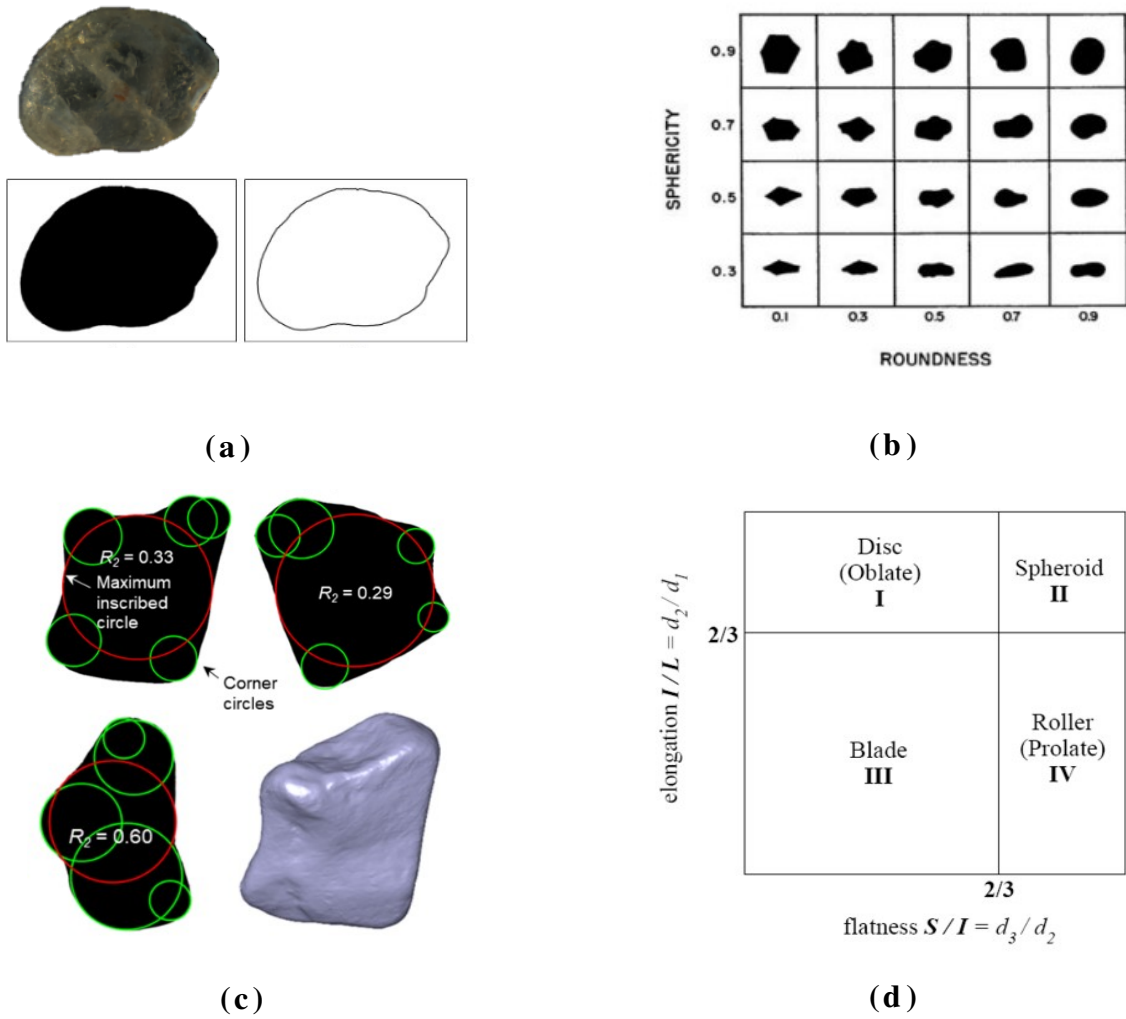 (a)
SPHERICITY
0.9
0.7
0.5
0.3
0.1 0.3 0.5 0.7 0.9
ROUNDNESS
(b)
R2 = 0.33
Maximum
inscribed
circle
R2 = 0.29
Corner
circles
R2 = 0.60
(c)
elongation I/L = d2/d1
Disc
(Oblate)
I
Spheroid
II
2/3
Blade
III
Roller
(Prolate)
IV
2/3
flatness S/I = d3/d2
(d)